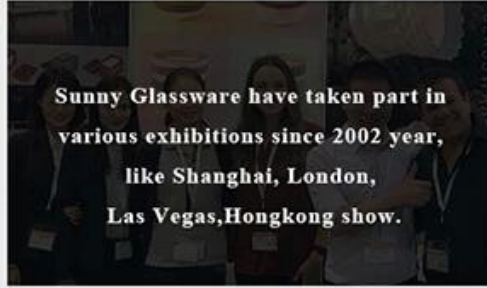 Sunny Glassware have taken part in
various exhibitions since 2002 year,
like Shanghai, London,
Las Vegas,Hongkong show.